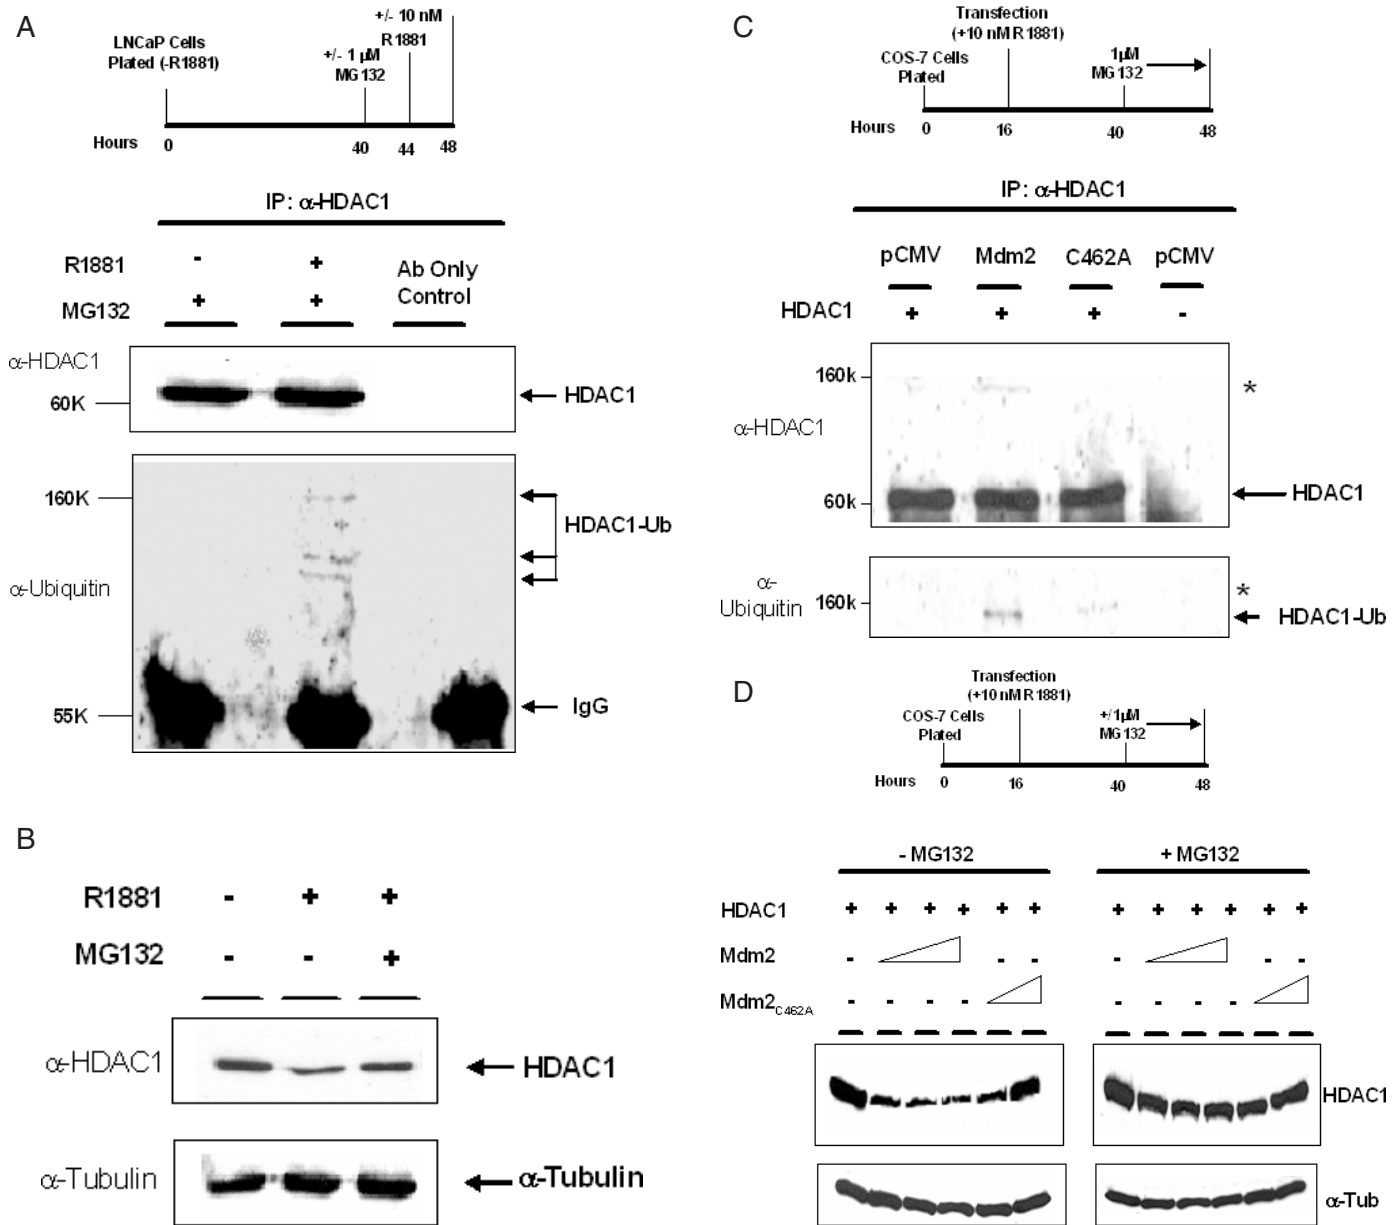 A
LNCaP Cells
Plated (-R1881)
+/- 1 µM
MG132
+/- 10 nM
R1881
Hours 0 40 44 48
IP: α-HDAC1
R1881 - +
MG132 + +
Ab Only
Control
α-HDAC1
60K
HDAC1
160K
HDAC1-Ub
α-Ubiquitin
55K
IgG
B
R1881 - + +
MG132 - - +
α-HDAC1
HDAC1
α-Tubulin
α-Tubulin
C
Transfection
(+10 nM R1881)
COS-7 Cells
Plated
1µM
MG132
Hours 0 16 40 48
IP: α-HDAC1
pCMV Mdm2 C462A pCMV
HDAC1 + + + -
160k
*
α-HDAC1
60k
HDAC1
α-
Ubiquitin
160k
*
HDAC1-Ub
D
Transfection
(+10 nM R1881)
COS-7 Cells
Plated
+/1µM
MG132
Hours 0 16 40 48
- MG132 + MG132
HDAC1 + + + + + + + + + + + +
Mdm2 - - - - - -
Mdm2C462A - - - - - - - -
HDAC1
α-Tub